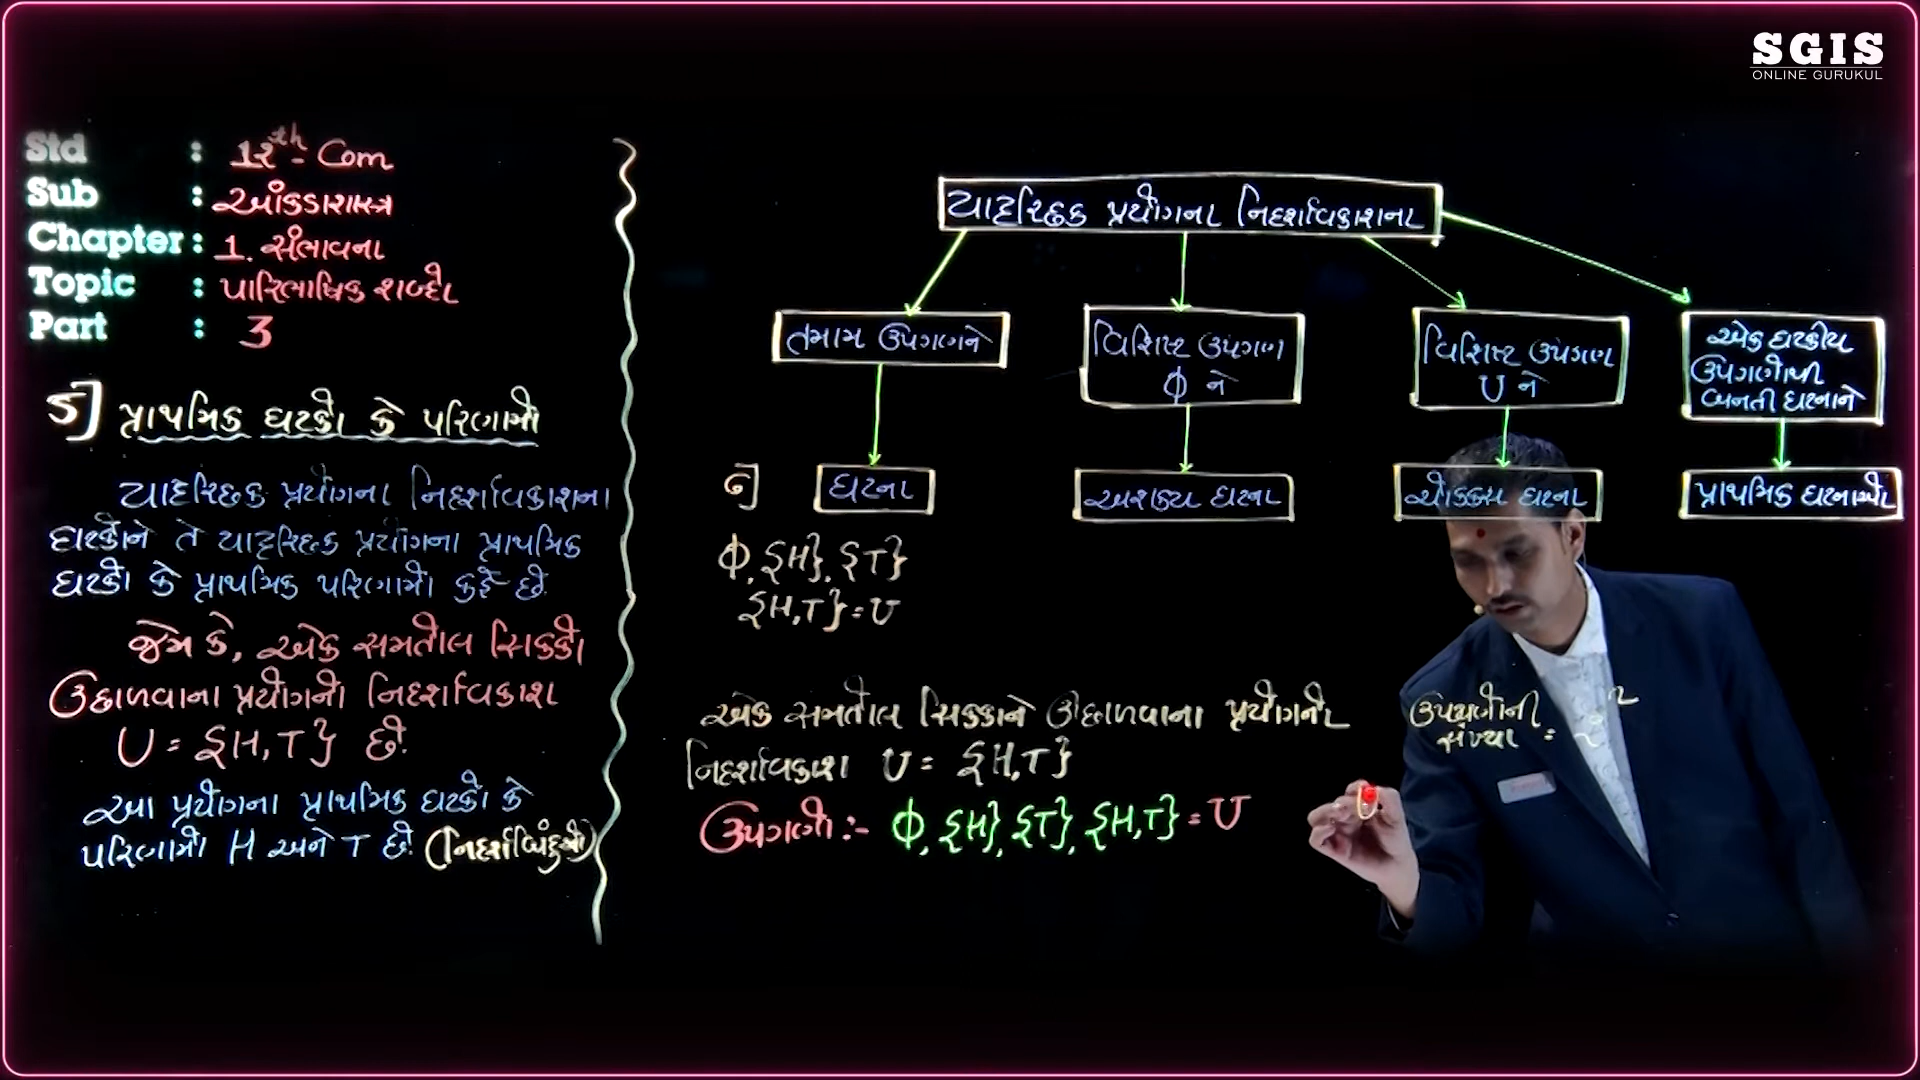 SGIS
ONLINE GURUKUL
Std : 12th - Com
Sub : આંકડાશાસ્ત્ર
Chapter : 1. સંભાવના
Topic : પારિભાષિક શબ્દો
Part : 3
5] પ્રાથમિક ઘટકો કે પરિણામો
યાદૃચ્છિક પ્રયોગના નિદર્શાવકાશના
ઘટકોને તે યાદૃચ્છિક પ્રયોગના પ્રાથમિક
ઘટકો કે પ્રાથમિક પરિણામો કહે છે.
જેમ કે, એક સમતોલ સિક્કો
ઉછાળવાના પ્રયોગનો નિદર્શાવકાશ
U = {H,T} છે.
આ પ્રયોગના પ્રાથમિક ઘટકો કે
પરિણામો H અને T છે. (નિદર્શબિંદુઓ)
યાદૃચ્છિક પ્રયોગના નિદર્શાવકાશના
તમામ ઉપગણને
વિશિષ્ટ ઉપગણ
ϕ ને
વિશિષ્ટ ઉપગણ
U ને
એક ઘટકીય
ઉપગણોથી
બનતી ઘટનાને
ઘટના
અશક્ય ઘટના
ચોક્કસ ઘટના
પ્રાથમિક ઘટનાઓ
ϕ, {H}, {T}
{H,T} = U
એક સમતોલ સિક્કાને ઊછાળવાના પ્રયોગનો
નિદર્શાવકાશ U = {H,T}
ઉપગણો :- ϕ, {H}, {T}, {H,T} = U
ઉપગણોની
સંખ્યા =